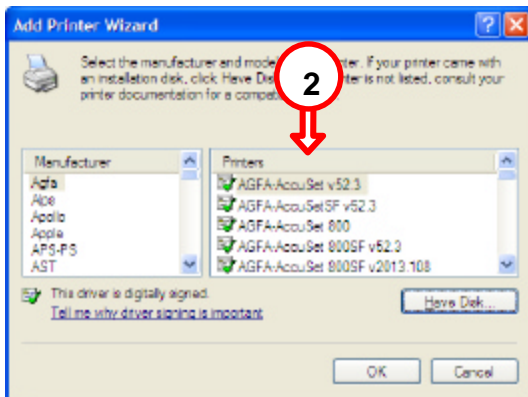 Add Printer Wizard
Select the manufacturer and mode ter. If your printer came with
an installation disk, click Have Dis ter is not listed, consult your
printer documentation for a compat
2
Manufacturer
Printers
Agfa
Alps
Apollo
Apple
APS-PS
AST
AGFA-AccuSet v52.3
AGFA-AccuSetSF v52.3
AGFA-AccuSet 800
AGFA-AccuSet 800SF v52.3
AGFA-AccuSet 800SF v2013.108
This driver is digitally signed.
Tell me why driver signing is important
Have Disk...
OK
Cancel